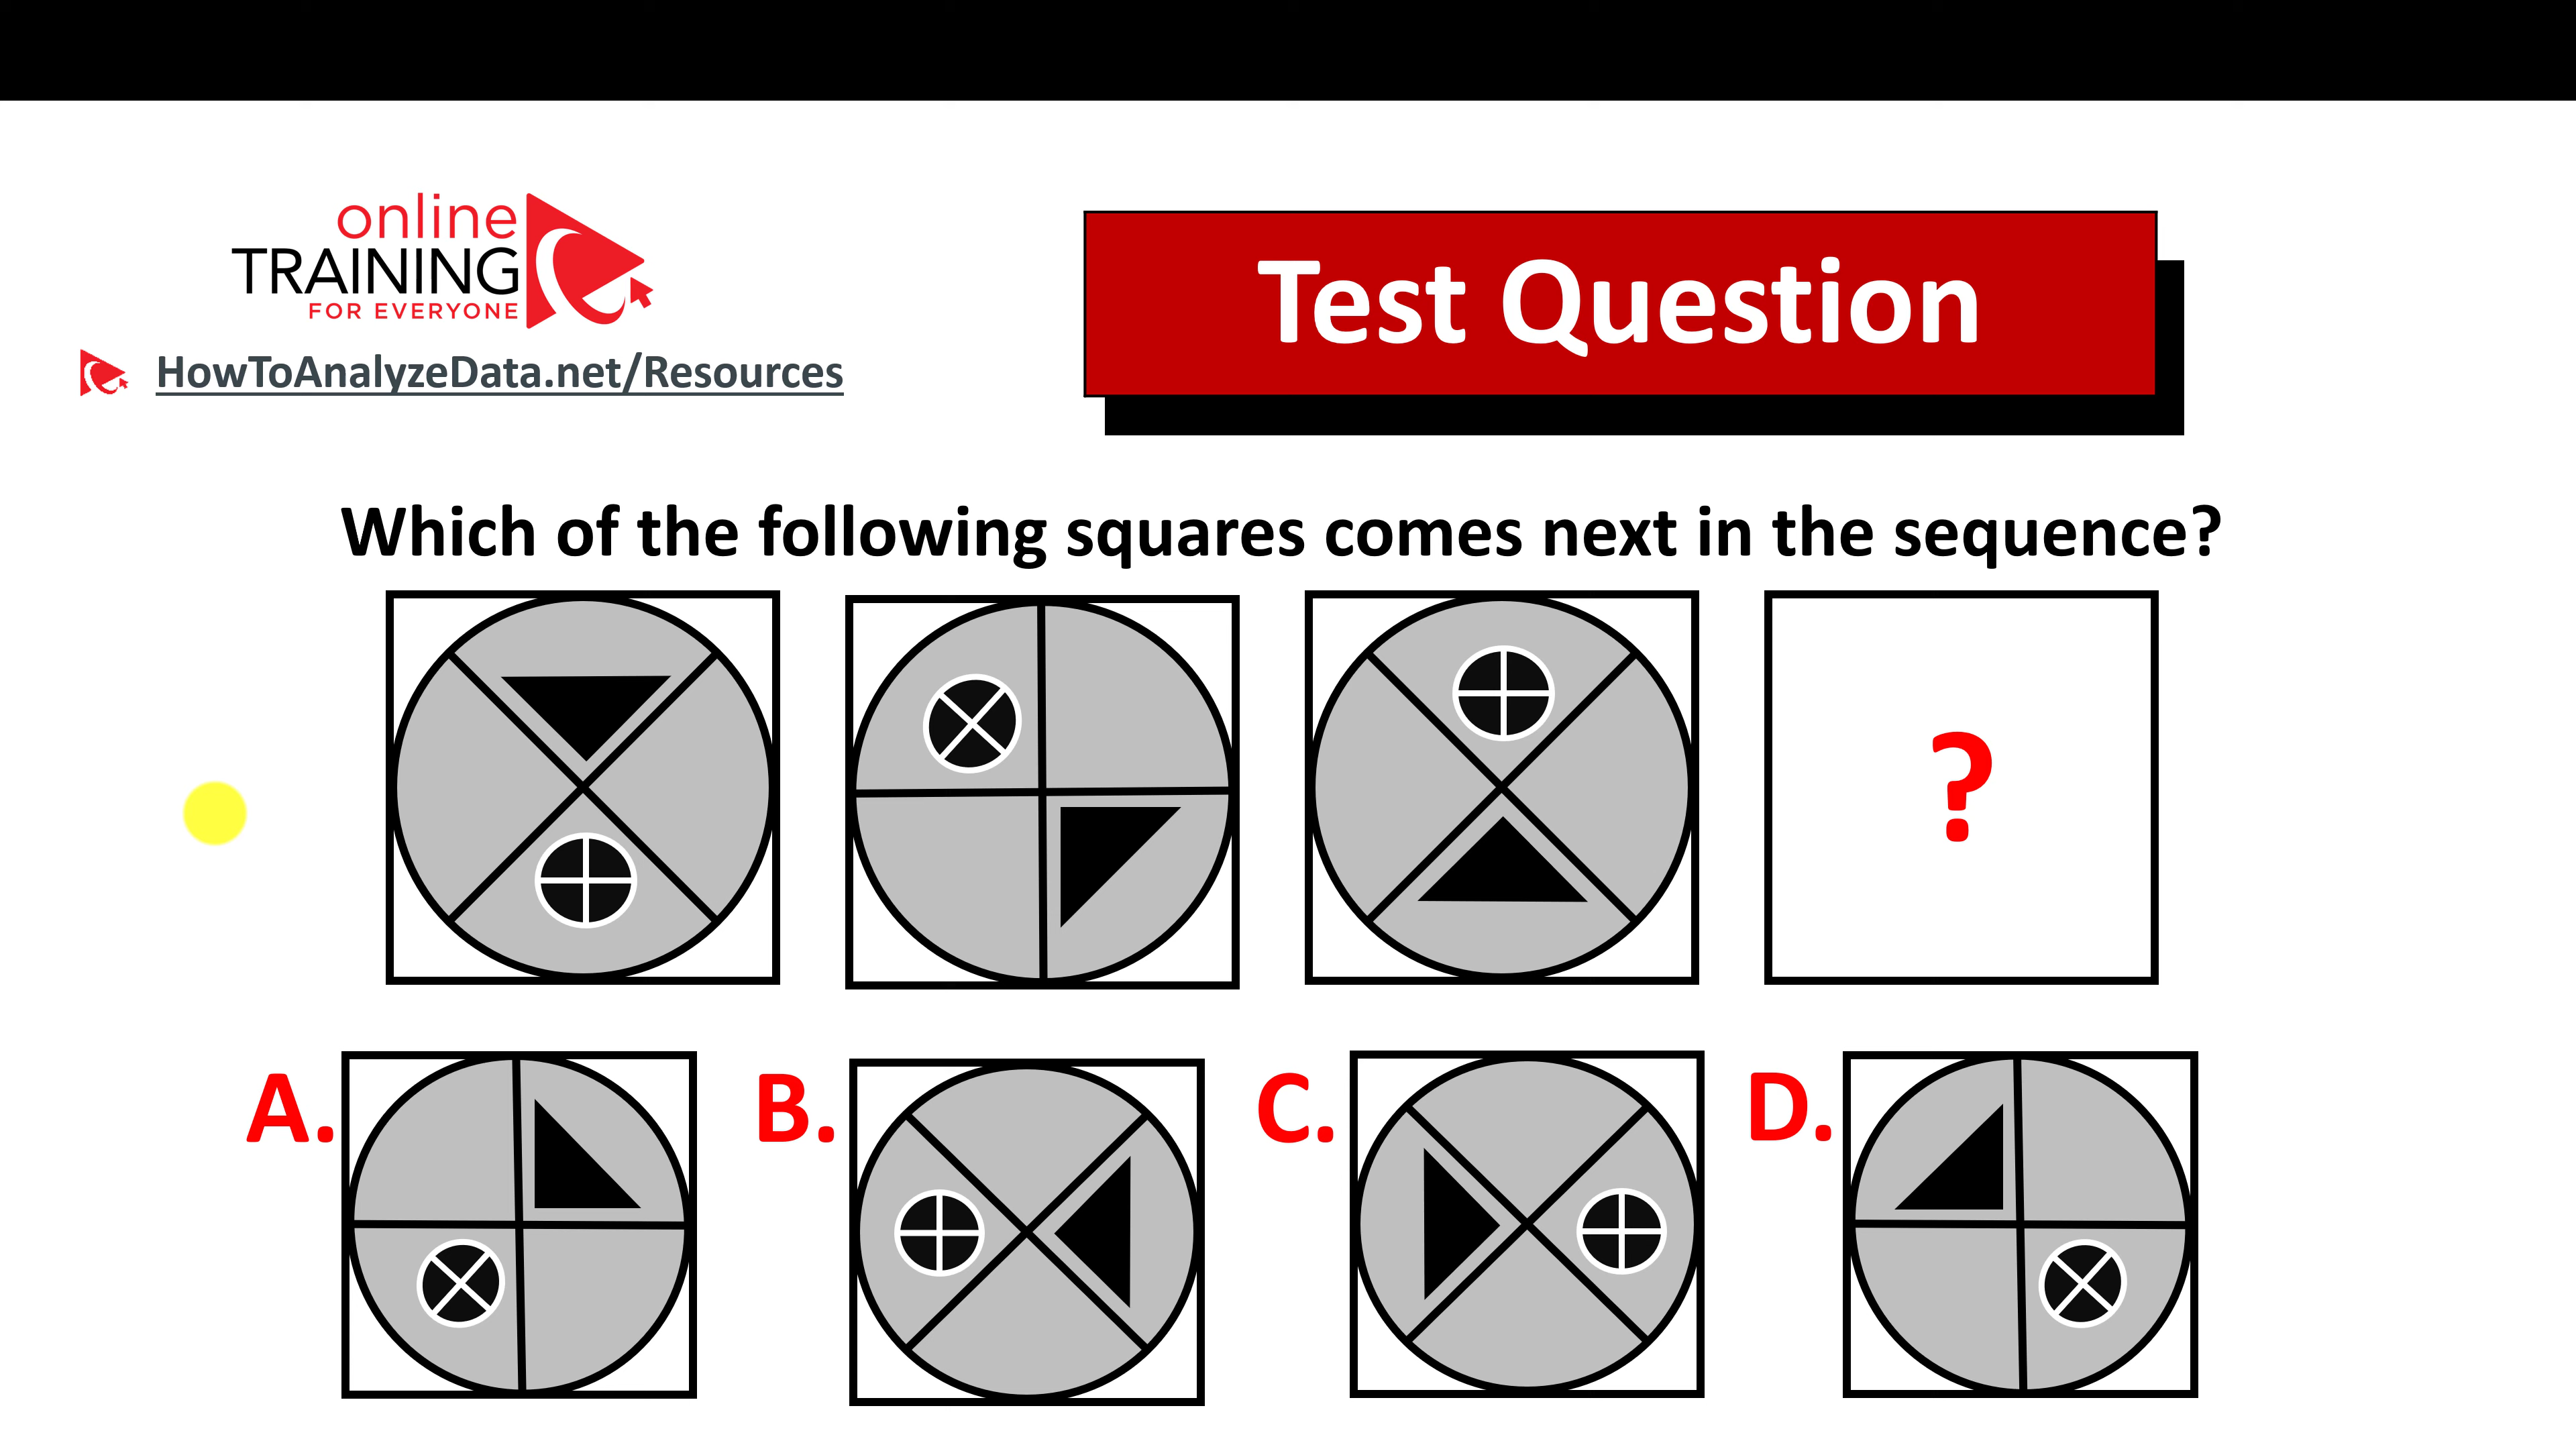 online
TRAINING
FOR EVERYONE
HowToAnalyzeData.net/Resources
Test Question
Which of the following squares comes next in the sequence?
?
A.
B.
C.
D.